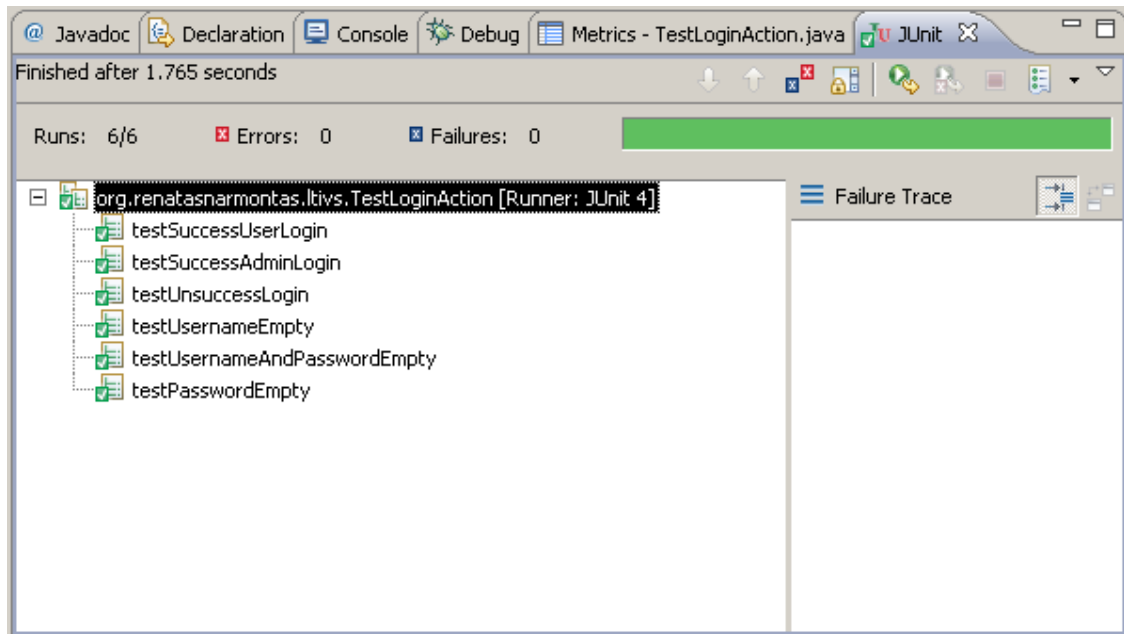 @ Javadoc Declaration Console Debug Metrics - TestLoginAction.java JUnit
Finished after 1.765 seconds
Runs: 6/6 Errors: 0 Failures: 0
org.renatasnarmontas.ltivs.TestLoginAction [Runner: JUnit 4]
Failure Trace
testSuccessUserLogin
testSuccessAdminLogin
testUnsuccessLogin
testUsernameEmpty
testUsernameAndPasswordEmpty
testPasswordEmpty